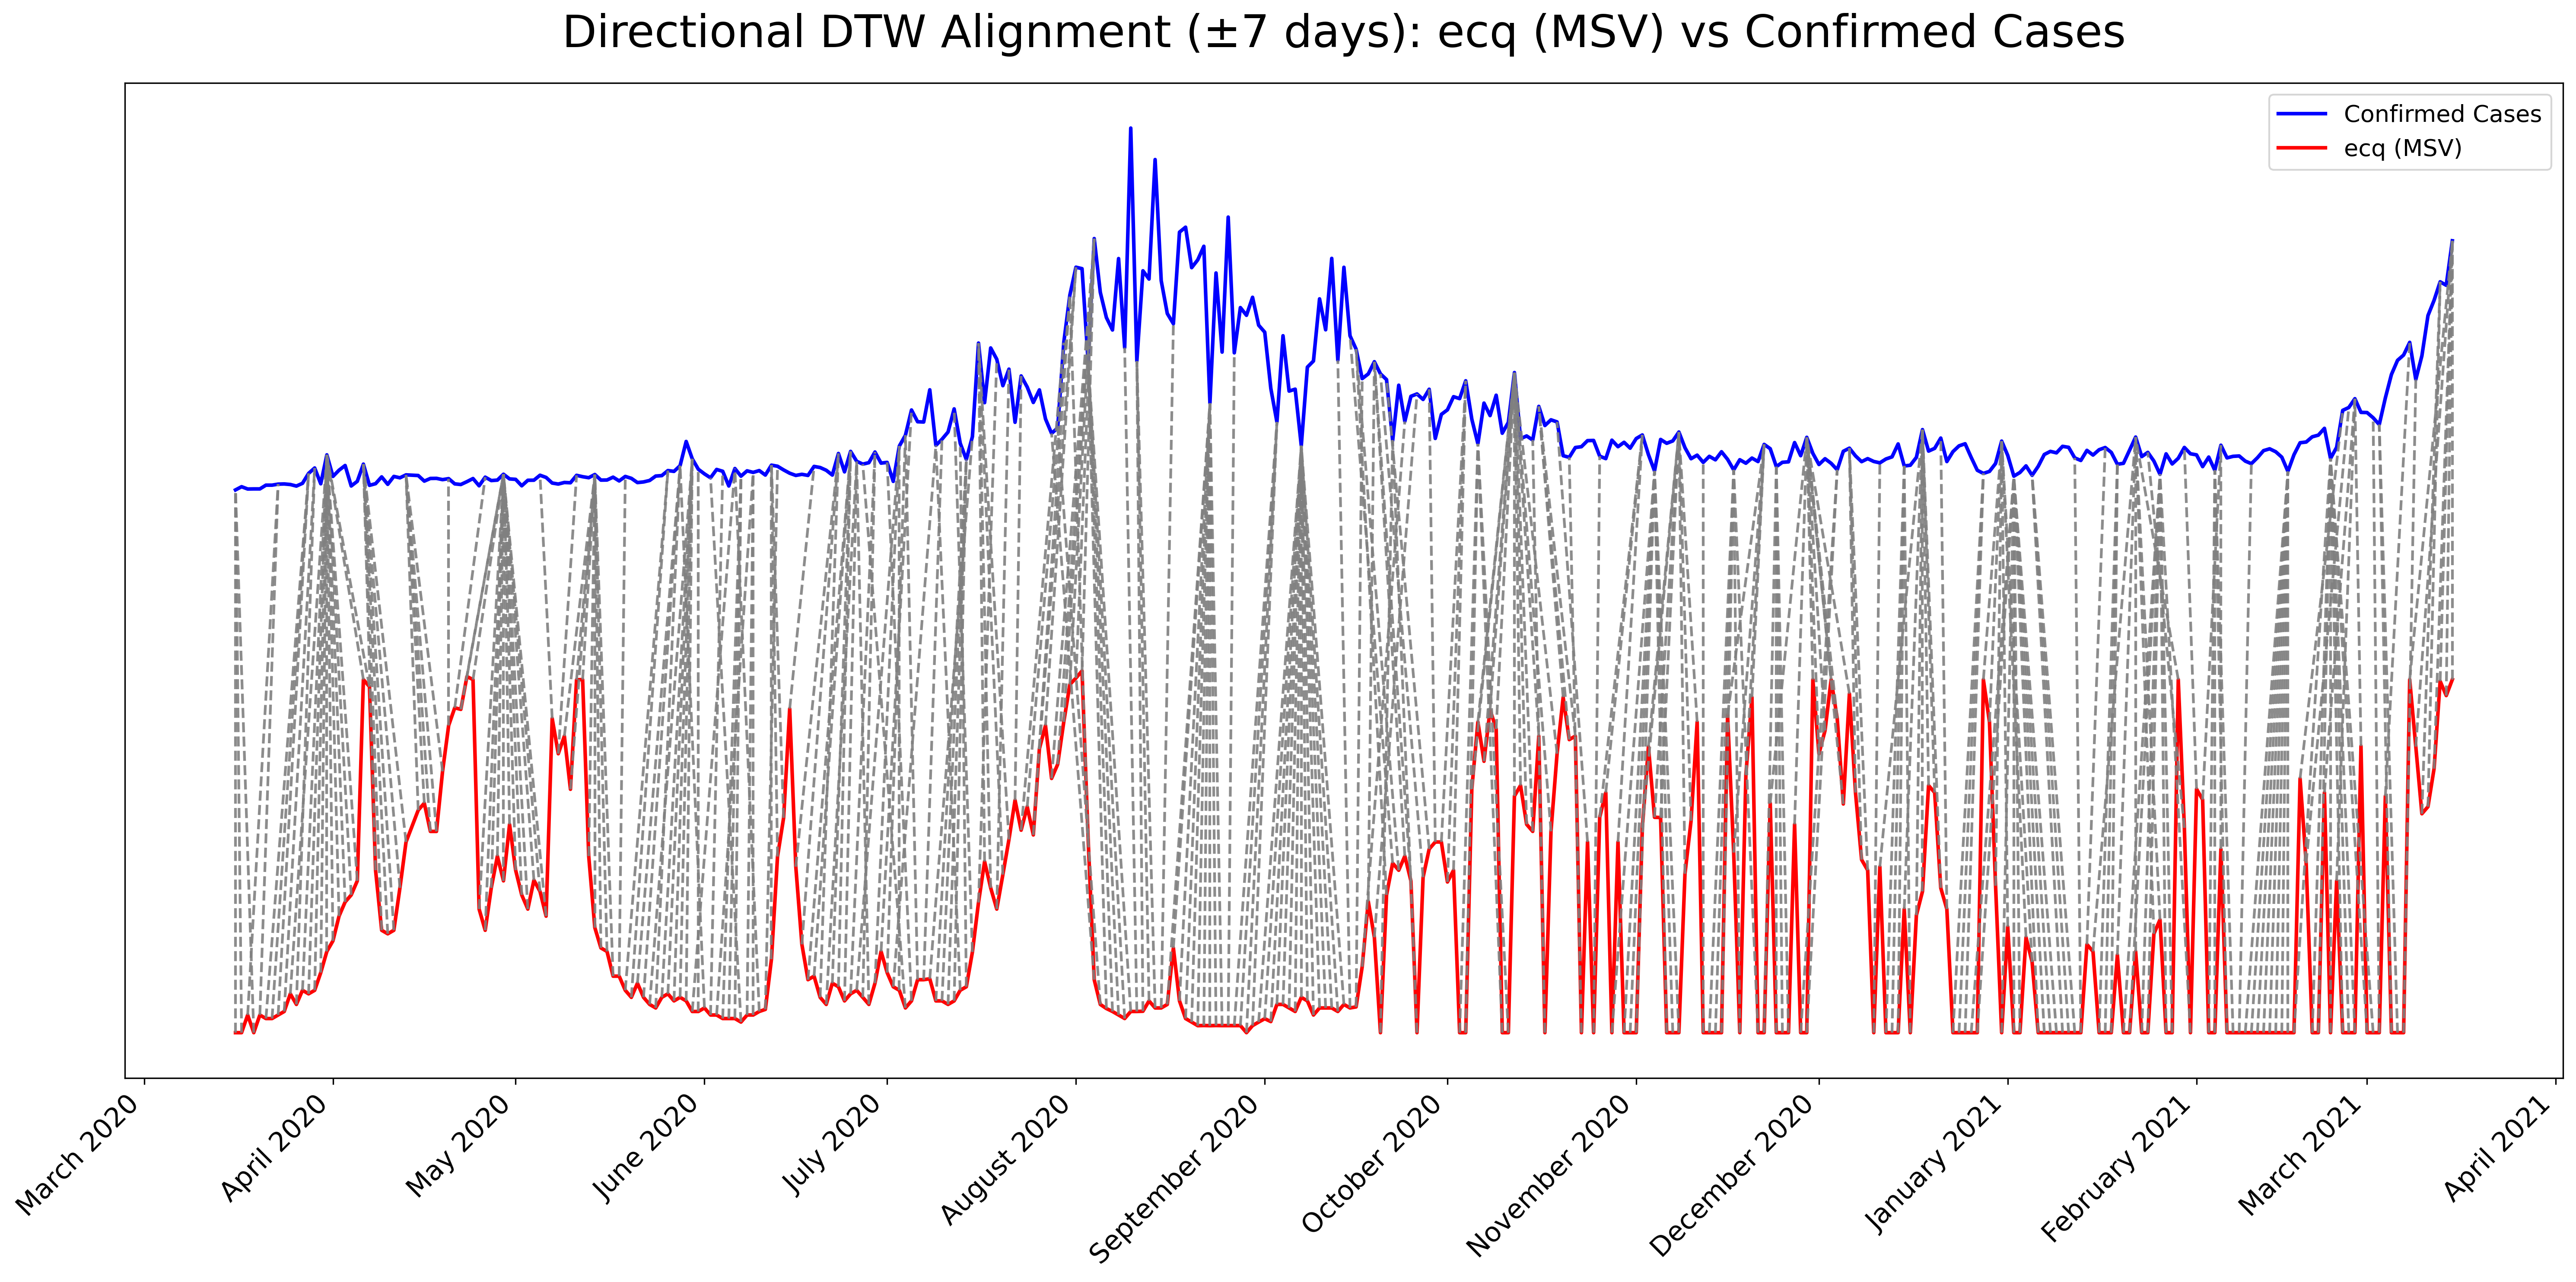 Directional DTW Alignment (±7 days): ecq (MSV) vs Confirmed Cases
Confirmed Cases
ecq (MSV)
March 2020
April 2020
May 2020
June 2020
July 2020
August 2020
September 2020
October 2020
November 2020
December 2020
January 2021
February 2021
March 2021
April 2021